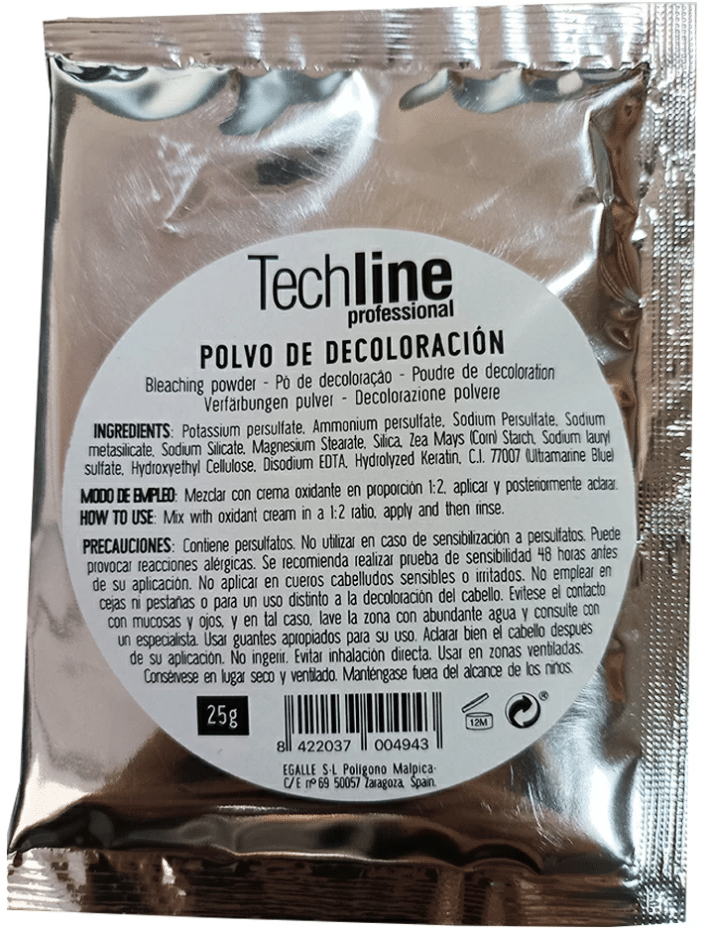 Techline
professional
POLVO DE DECOLORACIÓN
Bleaching powder - Pò de decoloração - Poudre de decoloration
Verfärbungen pulver - Decolorazione polvere
INGREDIENTS: Potassium persulfate, Ammonium persulfate, Sodium Persulfate, Sodium
metasilicate, Sodium Silicate, Magnesium Stearate, Silica, Zea Mays (Corn) Starch, Sodium lauryl
sulfate, Hydroxyethyl Cellulose, Disodium EDTA, Hydrolyzed Keratin, C.I. 77007 (Ultramarine Blue)
MODO DE EMPLEO: Mezclar con crema oxidante en proporción 1:2, aplicar y posteriormente aclarar.
HOW TO USE: Mix with oxidant cream in a 1:2 ratio, apply and then rinse.
PRECAUCIONES: Contiene persulfatos. No utilizar en caso de sensibilización a persulfatos. Puede
provocar reacciones alérgicas. Se recomienda realizar prueba de sensibilidad 48 horas antes
de su aplicación. No aplicar en cueros cabelludos sensibles o irritados. No emplear en
cejas ni pestañas o para un uso distinto a la decoloración del cabello. Evitese el contacto
con mucosas y ojos, y en tal caso, lave la zona con abundante agua y consulte con
un especialista. Usar guantes apropiados para su uso. Aclarar bien el cabello después
de su aplicación. No ingerir. Evitar inhalación directa. Usar en zonas ventiladas.
Consérvese en lugar seco y ventilado. Manténgase fuera del alcance de los niños.
25g
8 422037 004943
12M
®
EGALLE S·L Poligono Malpica·
C/E nº 69 50057 Zaragoza, Spain.